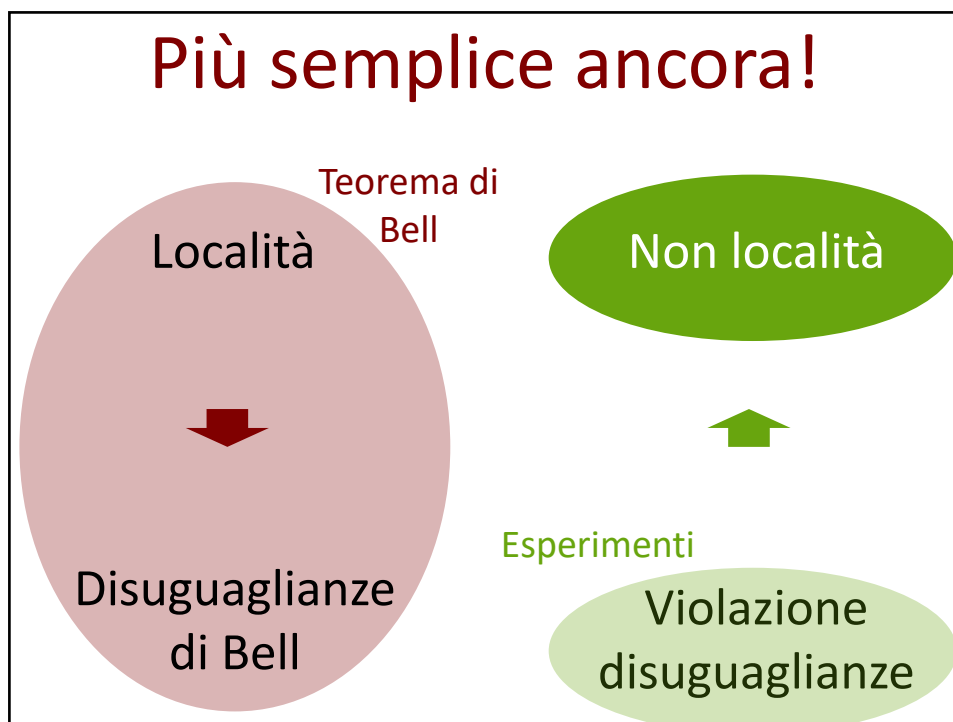 Più semplice ancora!
Teorema di
Bell
Località
Non località
Esperimenti
Disuguaglianze
di Bell
Violazione
disuguaglianze